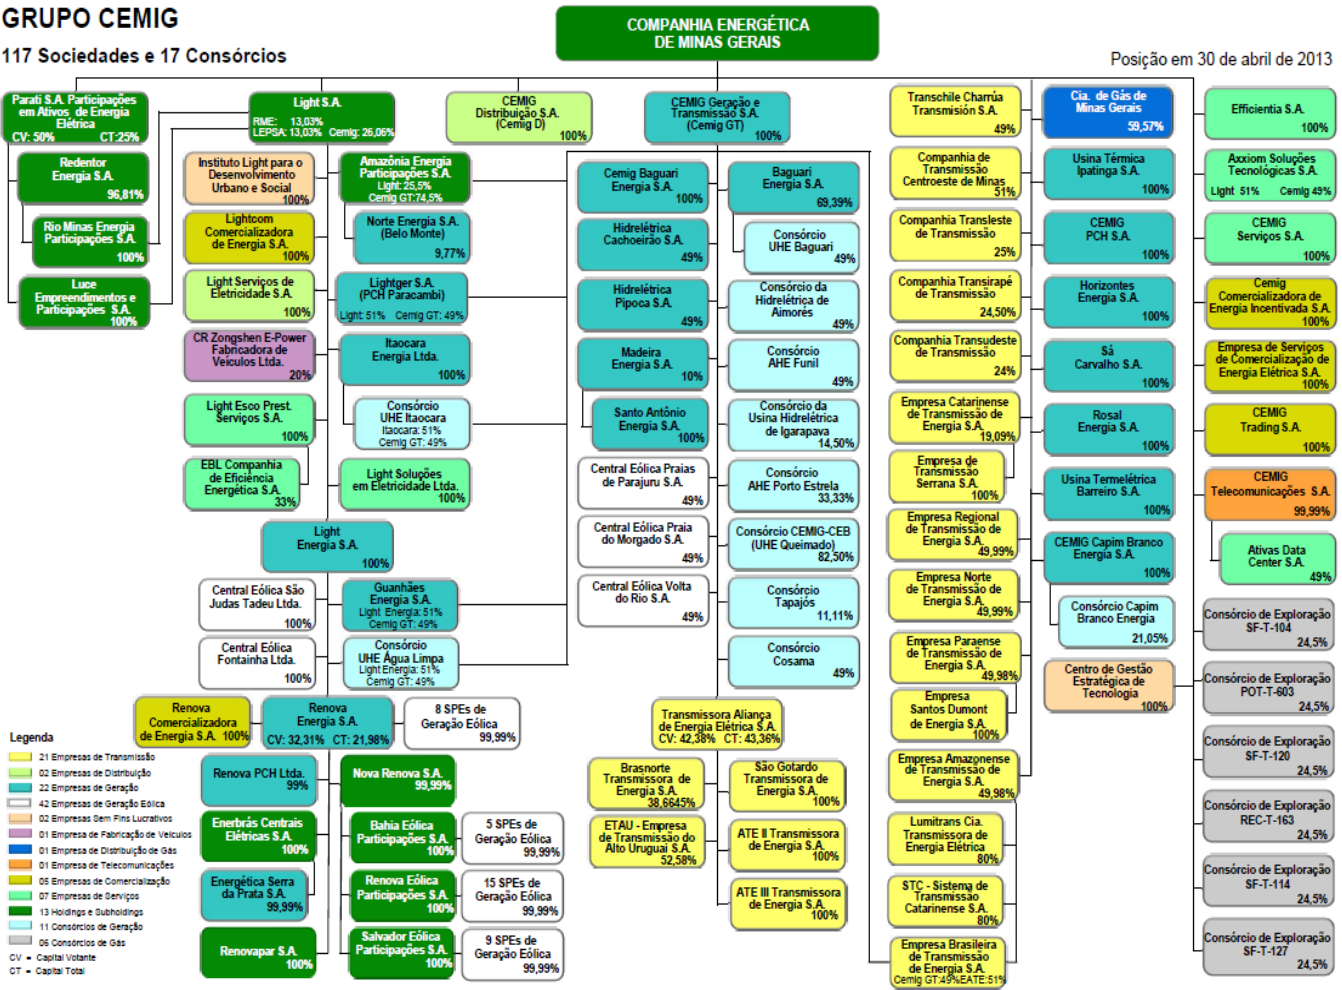 GRUPO CEMIG
117 Sociedades e 17 Consórcios
COMPANHIA ENERGÉTICA
DE MINAS GERAIS
Posição em 30 de abril de 2013
Parati S.A. Participações
em Ativos de Energia
Elétrica
CV: 50% CT:25%
Redentor
Energia S.A.
96,81%
Rio Minas Energia
Participações S.A.
100%
Luce
Empreendimentos e
Participações S.A.
100%
Light S.A.
RME: 13,03%
LEPSA: 13,03% Cemig: 26,06%
Instituto Light para o
Desenvolvimento
Urbano e Social
100%
Lightcom
Comercializadora
de Energia S.A.
100%
Light Serviços de
Eletricidade S.A.
100%
CR Zongshen E-Power
Fabricadora de
Veículos Ltda.
20%
Light Esco Prest.
Serviços S.A.
100%
EBL Companhia
de Eficiência
Energética S.A.
33%
Amazônia Energia
Participações S.A.
Light: 25,5%
Cemig GT:74,5%
Norte Energia S.A.
(Belo Monte)
9,77%
Lightger S.A.
(PCH Paracambi)
Light: 51% Cemig GT: 49%
Itaocara
Energia Ltda.
100%
Consórcio
UHE Itaocara
Itaocara: 51%
Cemig GT: 49%
Light Soluções
em Eletricidade Ltda.
100%
Light
Energia S.A.
100%
Central Eólica São
Judas Tadeu Ltda.
100%
Central Eólica
Fontainha Ltda.
100%
Guanhães
Energia S.A.
Light Energia: 51%
Cemig GT: 49%
Consórcio
UHE Água Limpa
Light Energia: 51%
Cemig GT: 49%
Renova
Comercializadora
de Energia S.A. 100%
Renova
Energia S.A.
CV: 32,31% CT: 21,98%
8 SPEs de
Geração Eólica
99,99%
Renova PCH Ltda.
99%
Enerbrás Centrais
Elétricas S.A.
100%
Energética Serra
da Prata S.A.
99,99%
Renovapar S.A.
100%
Nova Renova S.A.
99,99%
Bahia Eólica
Participações S.A.
100%
5 SPEs de
Geração Eólica
99,99%
Renova Eólica
Participações S.A.
100%
15 SPEs de
Geração Eólica
99,99%
Salvador Eólica
Participações S.A.
100%
9 SPEs de
Geração Eólica
99,99%
CEMIG
Distribuição S.A.
(Cemig D)
100%
CEMIG Geração e
Transmissão S.A.
(Cemig GT)
100%
Cemig Baguari
Energia S.A.
100%
Hidrelétrica
Cachoeirão S.A.
49%
Hidrelétrica
Pipoca S.A.
49%
Madeira
Energia S.A.
10%
Santo Antônio
Energia S.A.
100%
Central Eólica Praias
de Parajuru S.A.
49%
Central Eólica Praia
do Morgado S.A.
49%
Central Eólica Volta
do Rio S.A.
49%
Baguari
Energia S.A.
69,39%
Consórcio
UHE Baguari
49%
Consórcio da
Hidrelétrica de
Aimorés
49%
Consórcio
AHE Funil
49%
Consórcio da
Usina Hidrelétrica
de Igarapava
14,50%
Consórcio
AHE Porto Estrela
33,33%
Consórcio CEMIG-CEB
(UHE Queimado)
82,50%
Consórcio
Tapajós
11,11%
Consórcio
Cosama
49%
Transmissora Aliança
de Energia Elétrica S.A.
CV: 42,38% CT: 43,36%
Brasnorte
Transmissora de
Energia S.A.
38,6645%
ETAU - Empresa
de Transmissão do
Alto Uruguai S.A.
52,58%
São Gotardo
Transmissora de
Energia S.A.
100%
ATE II Transmissora
de Energia S.A.
100%
ATE III Transmissora
de Energia S.A.
100%
Transchile Charrúa
Transmisión S.A.
49%
Companhia de
Transmissão
Centroeste de Minas
51%
Companhia Transleste
de Transmissão
25%
Companhia Transirapé
de Transmissão
24,50%
Companhia Transudeste
de Transmissão
24%
Empresa Catarinense
de Transmissão de
Energia S.A.
19,09%
Empresa de
Transmissão
Serrana S.A.
100%
Empresa Regional
de Transmissão de
Energia S.A.
49,99%
Empresa Norte
de Transmissão de
Energia S.A.
49,99%
Empresa Paraense
de Transmissão de
Energia S.A.
49,98%
Empresa
Santos Dumont
de Energia S.A.
100%
Empresa Amazonense
de Transmissão de
Energia S.A.
49,98%
Lumitrans Cia.
Transmissora de
Energia Elétrica
80%
STC - Sistema de
Transmissão
Catarinense S.A.
80%
Empresa Brasileira
de Transmissão
de Energia S.A.
Cemig GT:49%EATE:51%
Cia. de Gás de
Minas Gerais
59,57%
Usina Térmica
Ipatinga S.A.
100%
CEMIG
PCH S.A.
100%
Horizontes
Energia S.A.
100%
Sá
Carvalho S.A.
100%
Rosal
Energia S.A.
100%
Usina Termelétrica
Barreiro S.A.
100%
CEMIG Capim Branco
Energia S.A.
100%
Consórcio Capim
Branco Energia
21,05%
Centro de Gestão
Estratégica de
Tecnologia
100%
Efficientia S.A.
100%
Axxiom Soluções
Tecnológicas S.A.
Light 51% Cemig 49%
CEMIG
Serviços S.A.
100%
Cemig
Comercializadora de
Energia Incentivada S.A.
100%
Empresa de Serviços
de Comercialização de
Energia Elétrica S.A.
100%
CEMIG
Trading S.A.
100%
CEMIG
Telecomunicações S.A.
99,99%
Ativas Data
Center S.A.
49%
Consórcio de Exploração
SF-T-104
24,5%
Consórcio de Exploração
POT-T-603
24,5%
Consórcio de Exploração
SF-T-120
24,5%
Consórcio de Exploração
REC-T-163
24,5%
Consórcio de Exploração
SF-T-114
24,5%
Consórcio de Exploração
SF-T-127
24,5%
Legenda
21 Empresas de Transmissão
02 Empresas de Distribuição
22 Empresas de Geração
42 Empresas de Geração Eólica
02 Empresas Sem Fins Lucrativos
01 Empresa de Fabricação de Veículos
01 Empresa de Distribuição de Gás
01 Empresa de Telecomunicações
05 Empresas de Comercialização
07 Empresas de Serviços
13 Holdings e Subholdings
11 Consórcios de Geração
06 Consórcios de Gás
CV = Capital Votante
CT = Capital Total